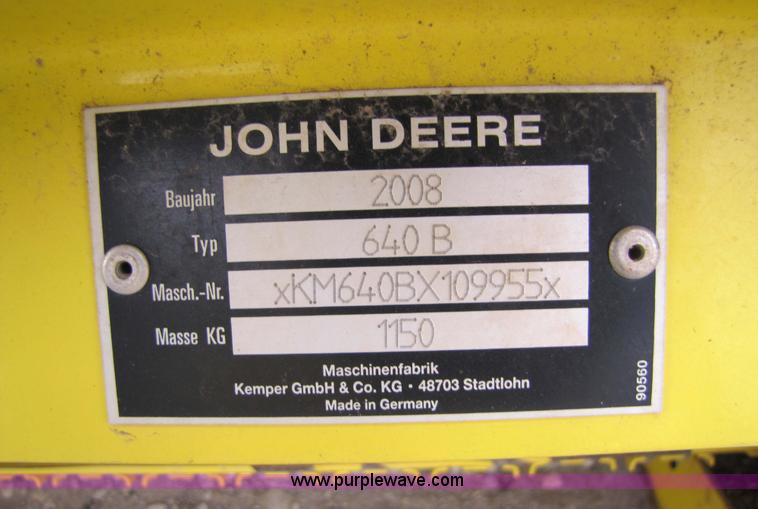 JOHN DEERE
Baujahr 2008
Typ 640 B
Masch.-Nr. xKM640BX109955x
Masse KG 1150
Maschinenfabrik
Kemper GmbH & Co. KG · 48703 Stadtlohn
Made in Germany
90560
www.purplewave.com